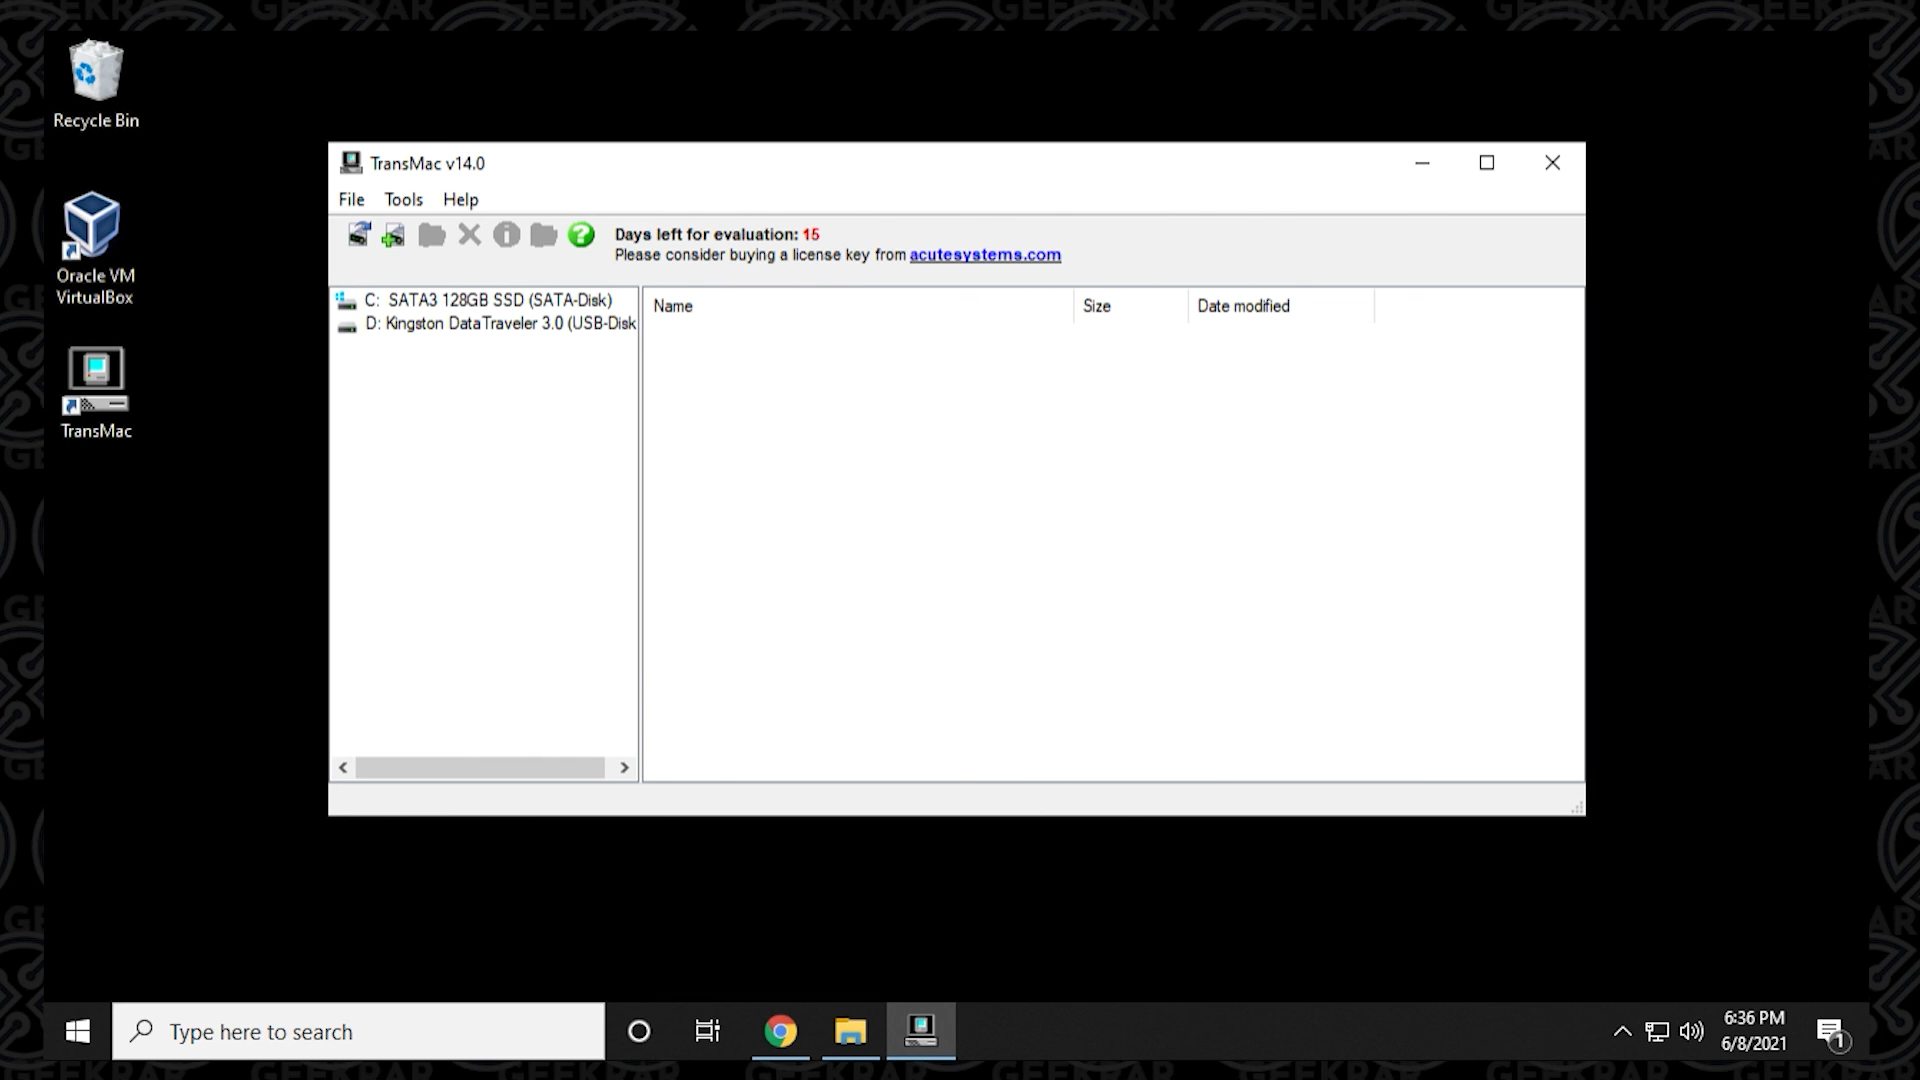 Recycle Bin
Oracle VM
VirtualBox
TransMac
TransMac v14.0
File Tools Help
Days left for evaluation: 15
Please consider buying a license key from acutesystems.com
C: SATA3 128GB SSD (SATA-Disk)
D: Kingston DataTraveler 3.0 (USB-Disk
Name Size Date modified
Type here to search
6:36 PM
6/8/2021
1
GEEKRAR